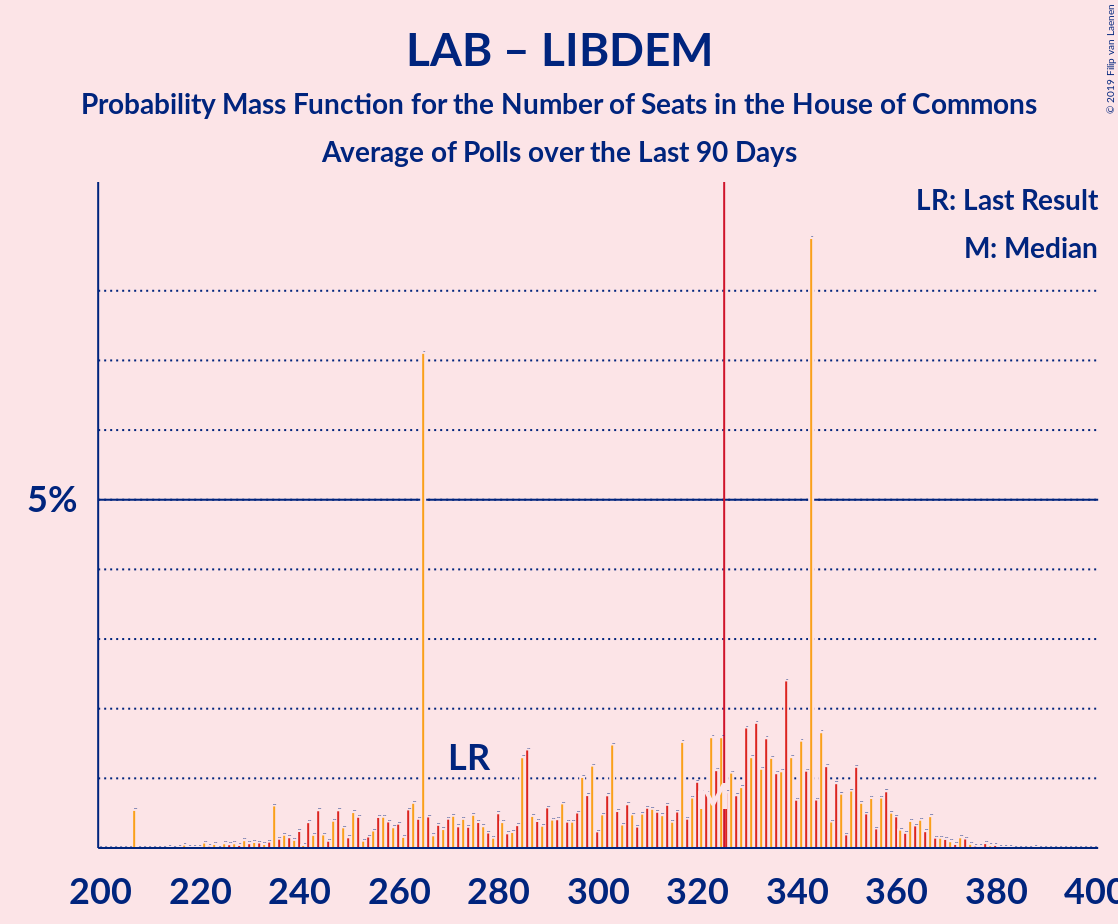 LAB – LIBDEM
Probability Mass Function for the Number of Seats in the House of Commons
Average of Polls over the Last 90 Days
© 2019 Filip van Laenen
LR: Last Result
M: Median
5%
LR
200 220 240 260 280 300 320 340 360 380 400